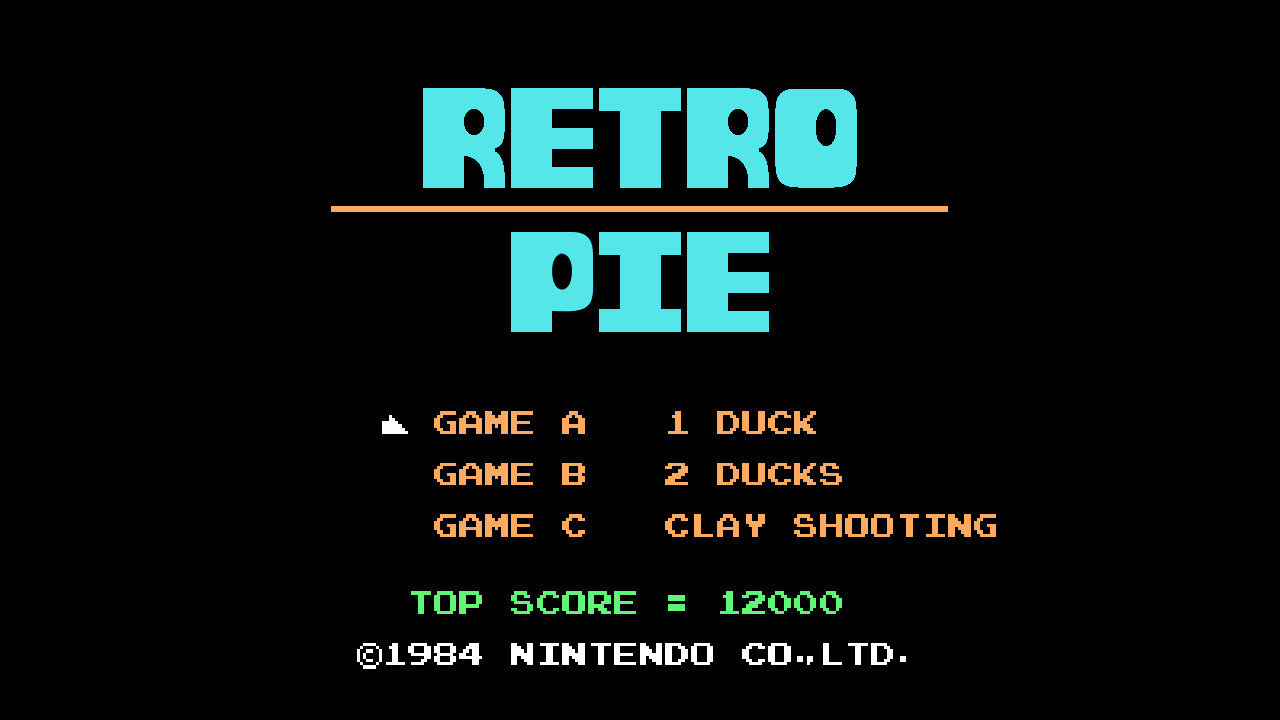 RETRO
PIE
GAME A 1 DUCK
GAME B 2 DUCKS
GAME C CLAY SHOOTING
TOP SCORE = 12000
©1984 NINTENDO CO.,LTD.